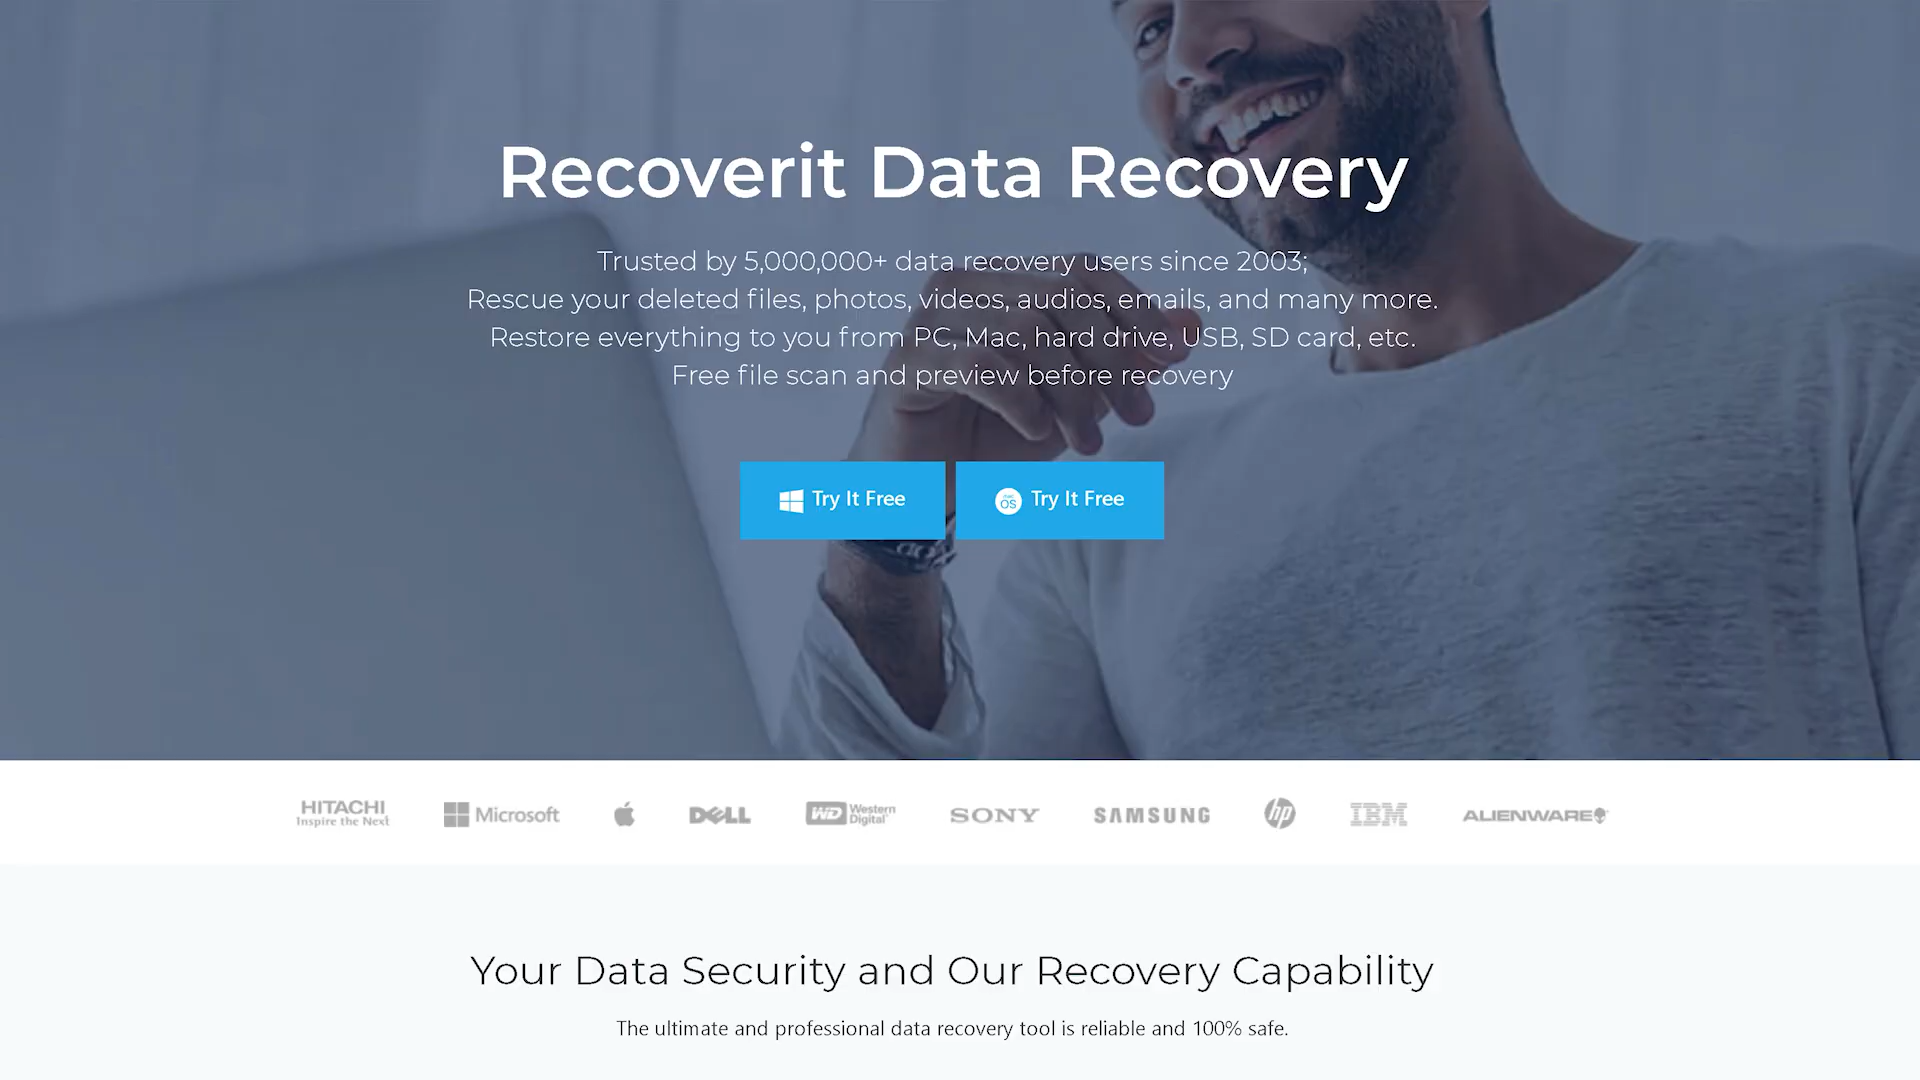 Recoverit Data Recovery
Trusted by 5,000,000+ data recovery users since 2003;
Rescue your deleted files, photos, videos, audios, emails, and many more.
Restore everything to you from PC, Mac, hard drive, USB, SD card, etc.
Free file scan and preview before recovery
Try It Free
mac OS Try It Free
HITACHI
Inspire the Next
Microsoft
DELL
WD Western Digital
SONY
SAMSUNG
hp
IBM
ALIENWARE
Your Data Security and Our Recovery Capability
The ultimate and professional data recovery tool is reliable and 100% safe.